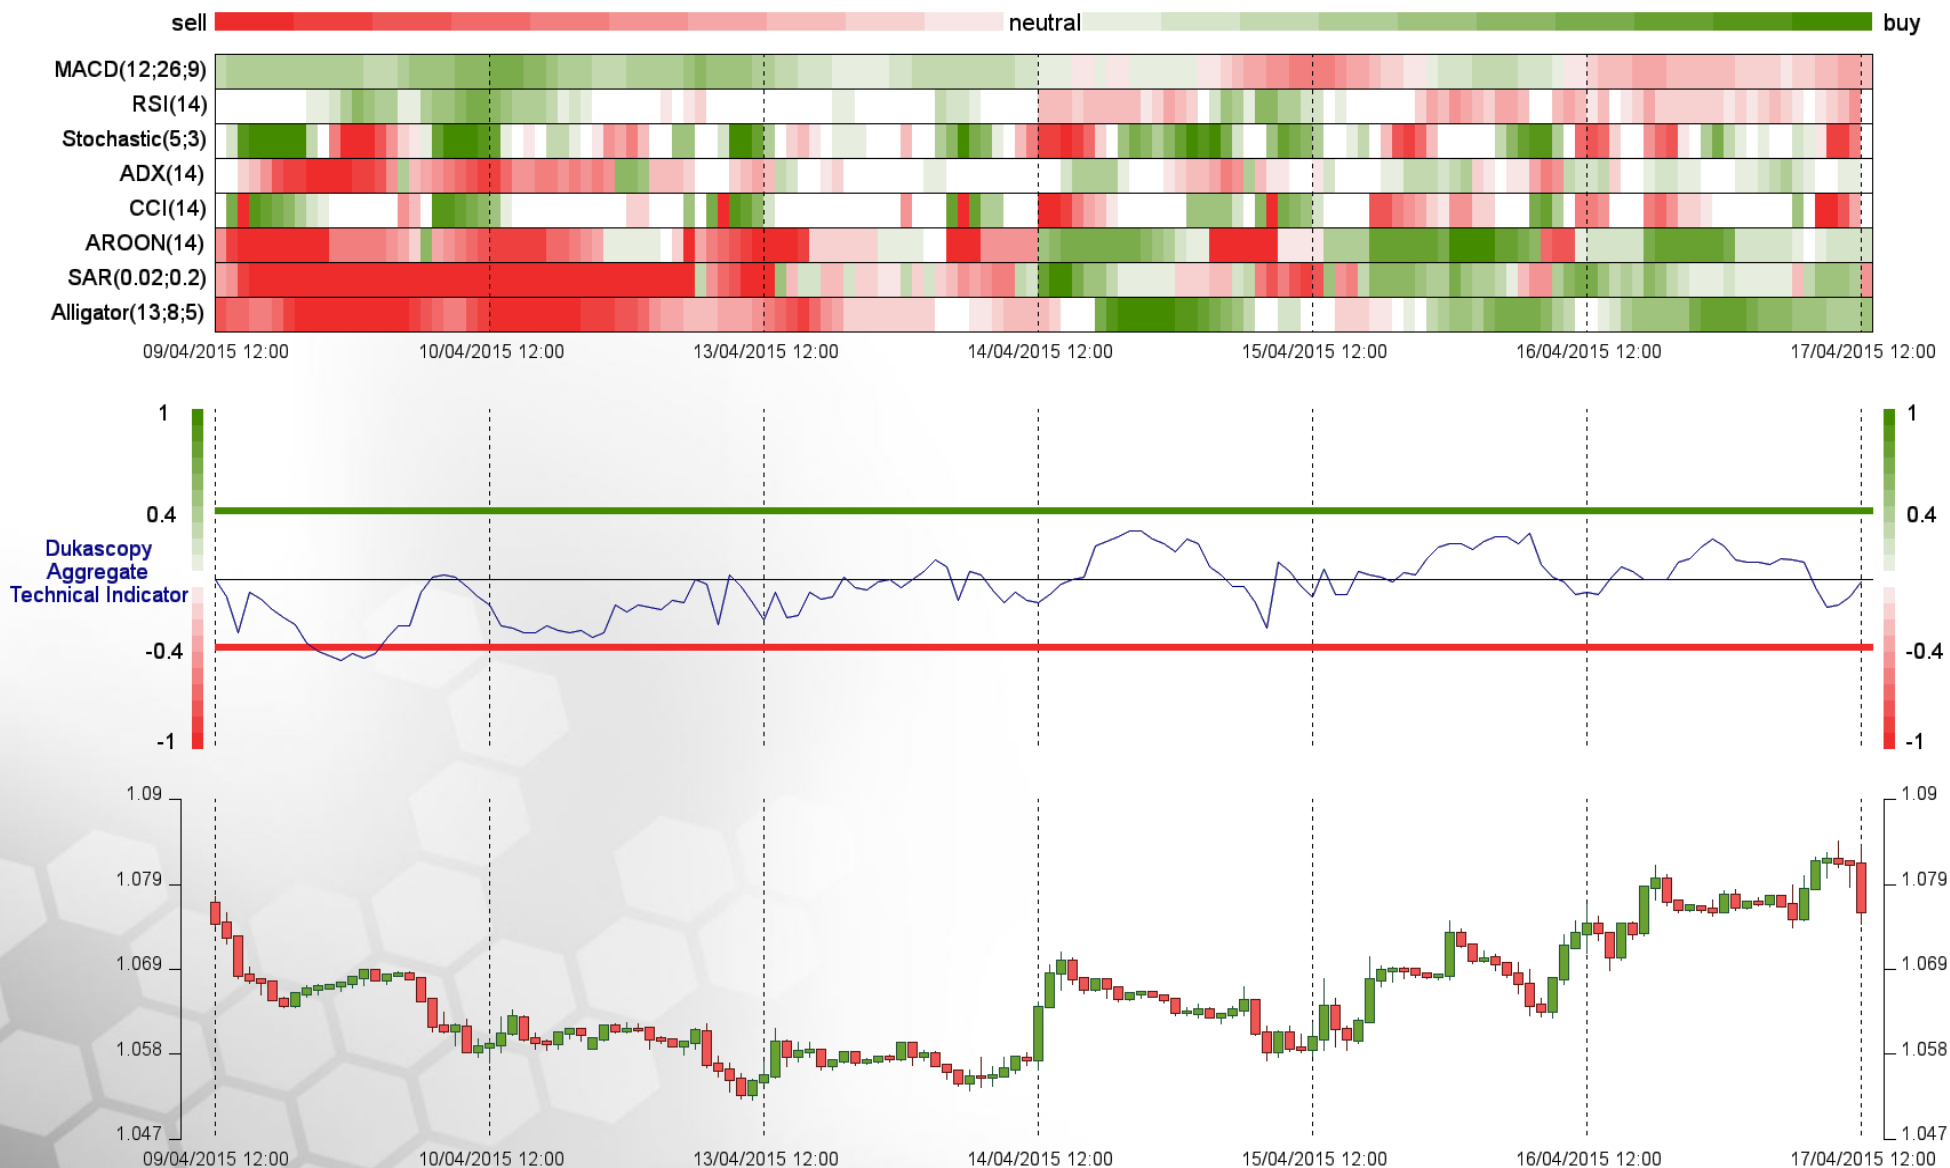 sell neutral buy
MACD(12;26;9)
RSI(14)
Stochastic(5;3)
ADX(14)
CCI(14)
AROON(14)
SAR(0.02;0.2)
Alligator(13;8;5)
09/04/2015 12:00 10/04/2015 12:00 13/04/2015 12:00 14/04/2015 12:00 15/04/2015 12:00 16/04/2015 12:00 17/04/2015 12:00
1 1
0.4 0.4
Dukascopy
Aggregate
Technical Indicator
-0.4 -0.4
-1 -1
1.09 1.09
1.079 1.079
1.069 1.069
1.058 1.058
1.047 1.047
09/04/2015 12:00 10/04/2015 12:00 13/04/2015 12:00 14/04/2015 12:00 15/04/2015 12:00 16/04/2015 12:00 17/04/2015 12:00